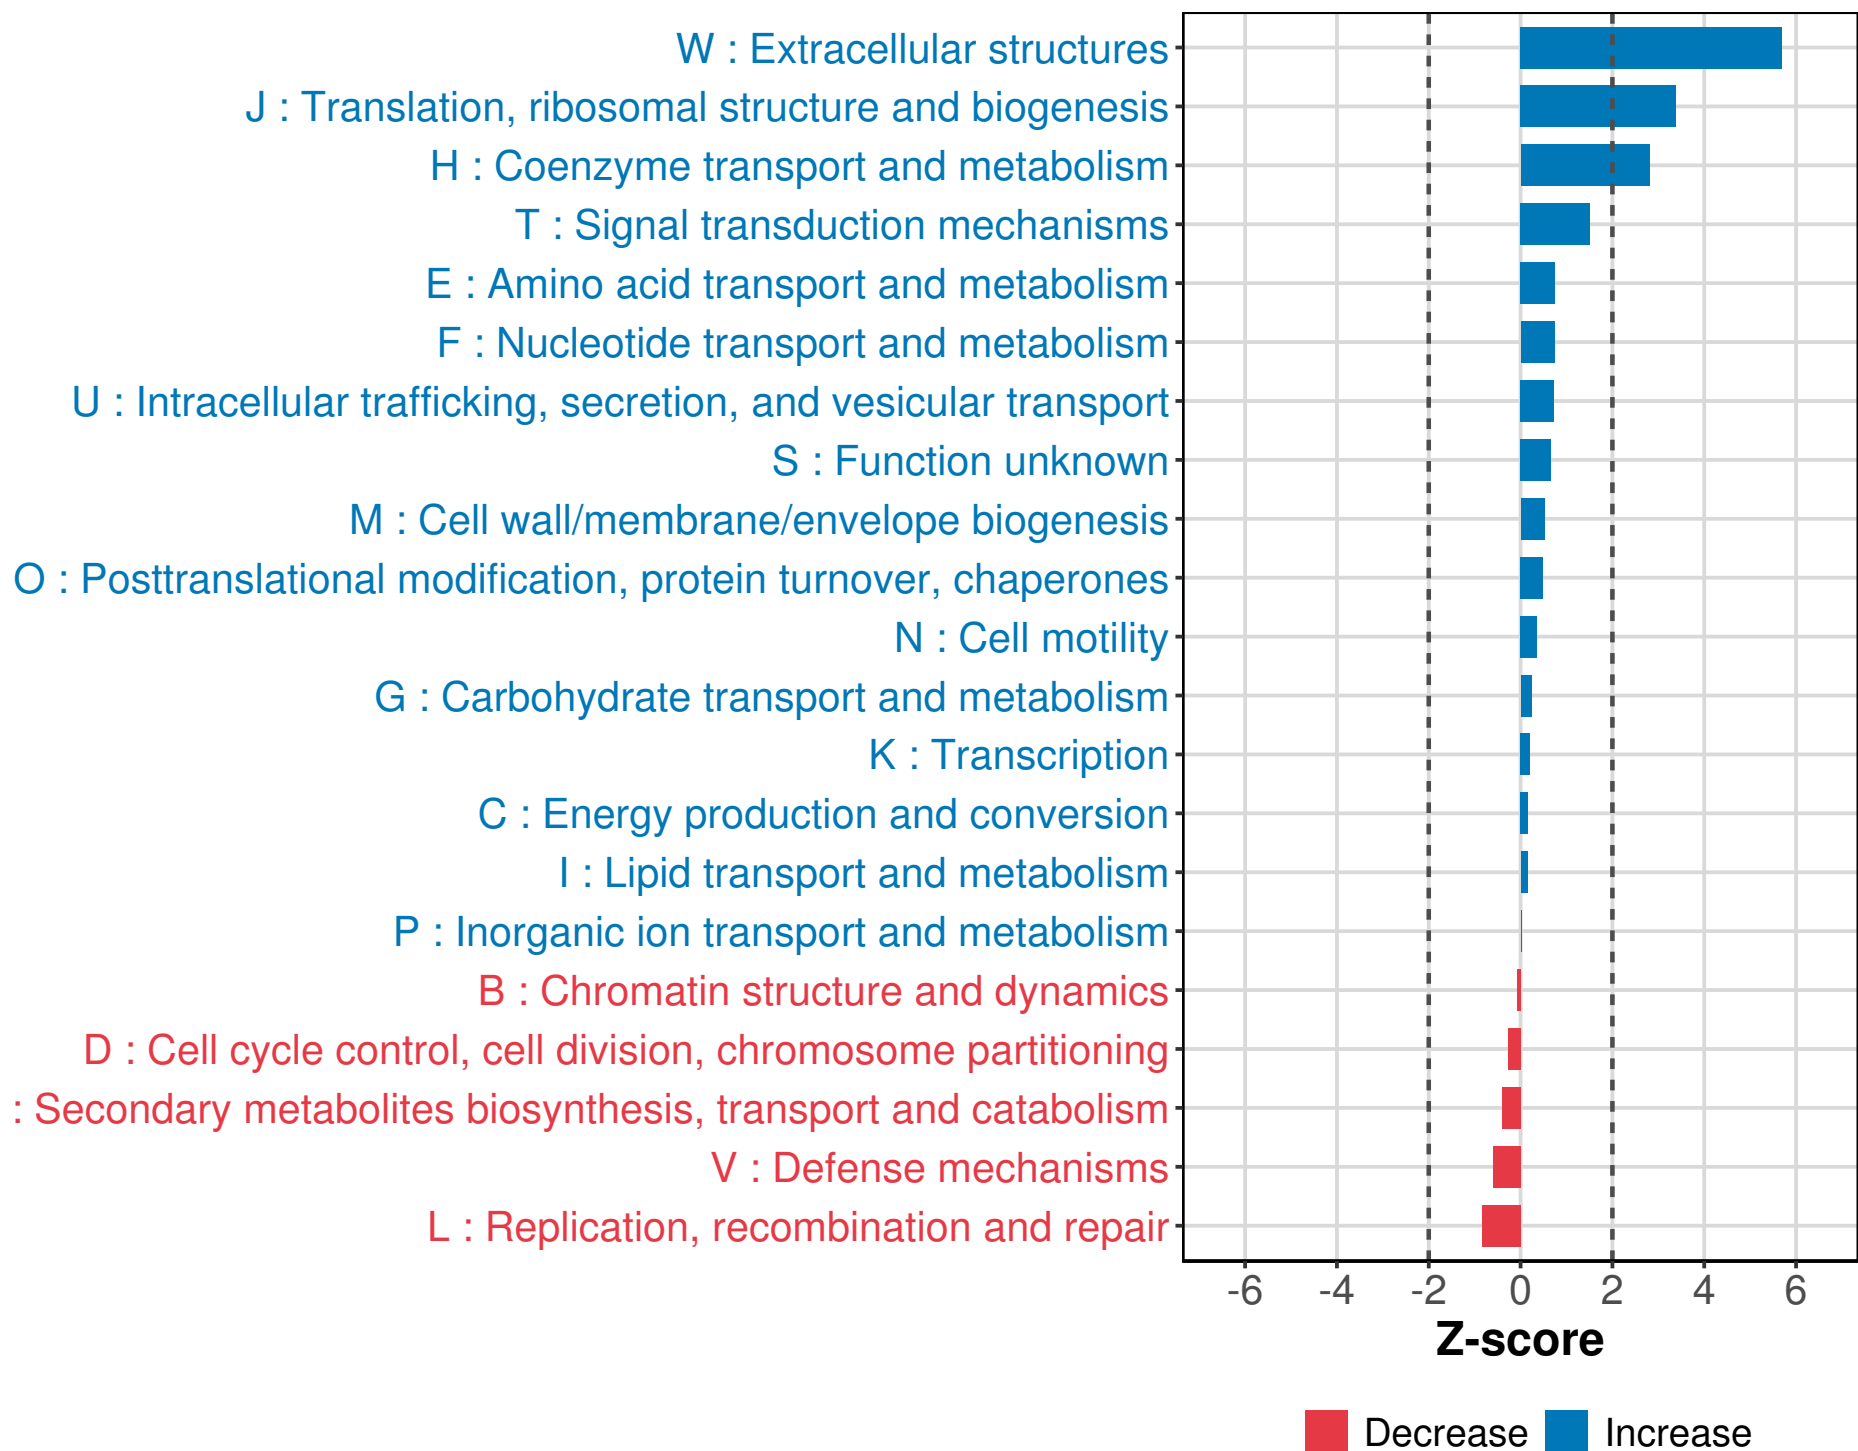 W : Extracellular structures
J : Translation, ribosomal structure and biogenesis
H : Coenzyme transport and metabolism
T : Signal transduction mechanisms
E : Amino acid transport and metabolism
F : Nucleotide transport and metabolism
U : Intracellular trafficking, secretion, and vesicular transport
S : Function unknown
M : Cell wall/membrane/envelope biogenesis
O : Posttranslational modification, protein turnover, chaperones
N : Cell motility
G : Carbohydrate transport and metabolism
K : Transcription
C : Energy production and conversion
I : Lipid transport and metabolism
P : Inorganic ion transport and metabolism
B : Chromatin structure and dynamics
D : Cell cycle control, cell division, chromosome partitioning
: Secondary metabolites biosynthesis, transport and catabolism
V : Defense mechanisms
L : Replication, recombination and repair
-6 -4 -2 0 2 4 6
Z-score
Decrease Increase